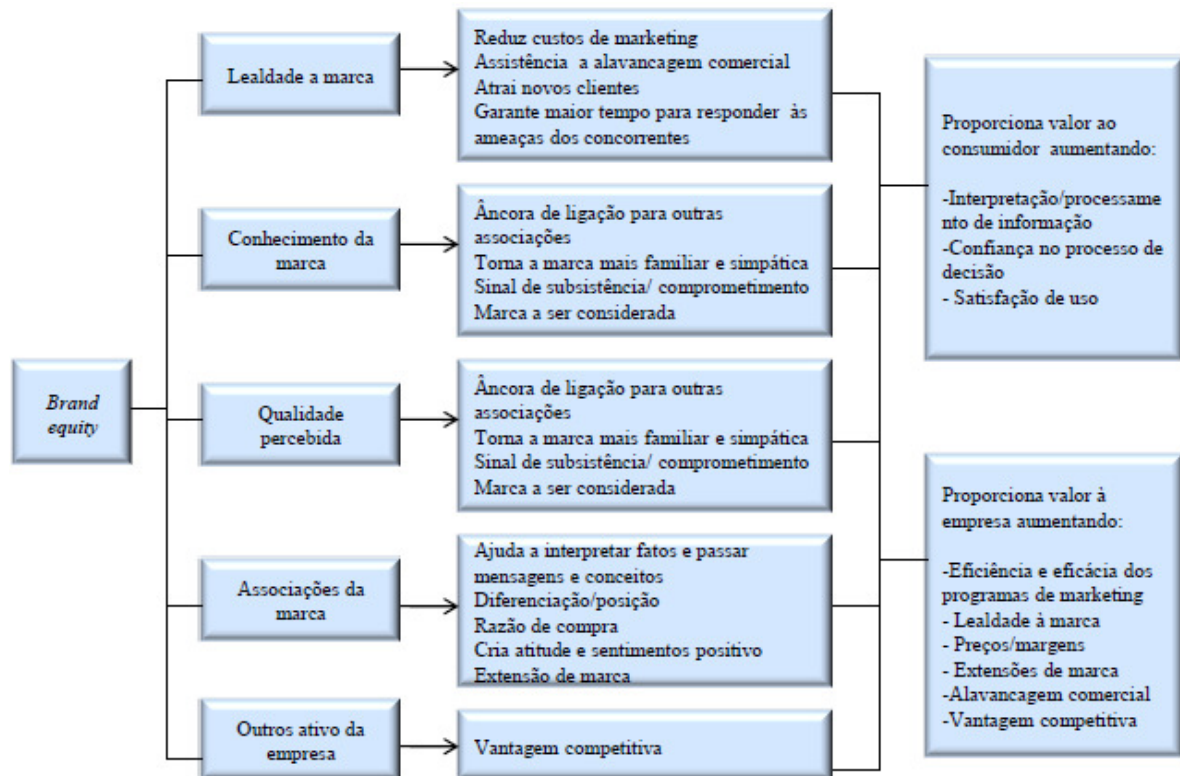 Brand
equity
Lealdade a marca
Reduz custos de marketing
Assistência a alavancagem comercial
Atrai novos clientes
Garante maior tempo para responder às
ameaças dos concorrentes
Conhecimento da
marca
Âncora de ligação para outras
associações
Torna a marca mais familiar e simpática
Sinal de subsistência/ comprometimento
Marca a ser considerada
Qualidade
percebida
Âncora de ligação para outras
associações
Torna a marca mais familiar e simpática
Sinal de subsistência/ comprometimento
Marca a ser considerada
Associações da
marca
Ajuda a interpretar fatos e passar
mensagens e conceitos
Diferenciação/posição
Razão de compra
Cria atitude e sentimentos positivo
Extensão de marca
Outros ativo da
empresa
Vantagem competitiva
Proporciona valor ao
consumidor aumentando:
-Interpretação/processame
nto de informação
-Confiança no processo de
decisão
- Satisfação de uso
Proporciona valor à
empresa aumentando:
-Eficiência e eficácia dos
programas de marketing
- Lealdade à marca
- Preços/margens
- Extensões de marca
-Alavancagem comercial
-Vantagem competitiva